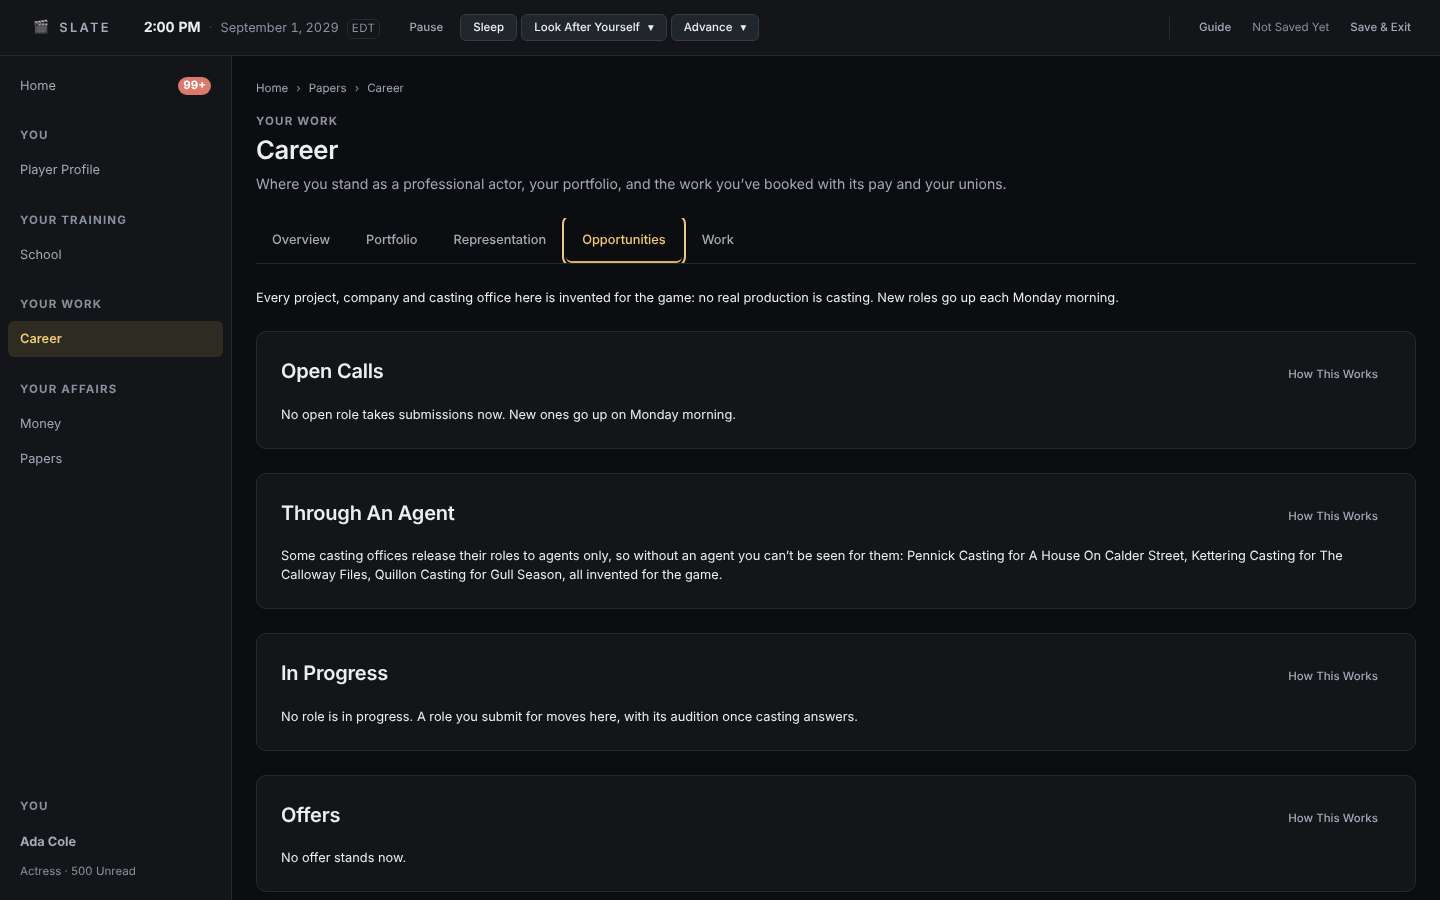 SLATE
2:00 PM · September 1, 2029 EDT
Pause
Sleep
Look After Yourself ▾
Advance ▾
Guide
Not Saved Yet
Save & Exit
Home
99+
YOU
Player Profile
YOUR TRAINING
School
YOUR WORK
Career
YOUR AFFAIRS
Money
Papers
YOU
Ada Cole
Actress · 500 Unread
Home › Papers › Career
YOUR WORK
Career
Where you stand as a professional actor, your portfolio, and the work you've booked with its pay and your unions.
Overview
Portfolio
Representation
Opportunities
Work
Every project, company and casting office here is invented for the game: no real production is casting. New roles go up each Monday morning.
Open Calls
How This Works
No open role takes submissions now. New ones go up on Monday morning.
Through An Agent
How This Works
Some casting offices release their roles to agents only, so without an agent you can't be seen for them: Pennick Casting for A House On Calder Street, Kettering Casting for The
Calloway Files, Quillon Casting for Gull Season, all invented for the game.
In Progress
How This Works
No role is in progress. A role you submit for moves here, with its audition once casting answers.
Offers
How This Works
No offer stands now.